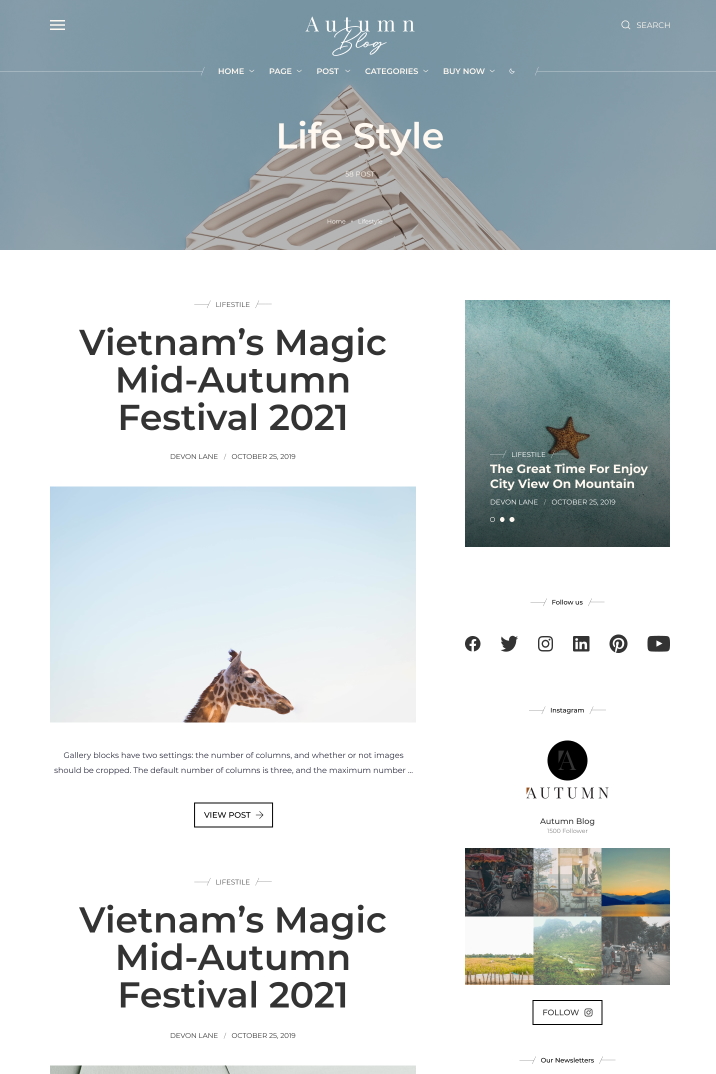 Autumn
Blog
SEARCH
HOME PAGE POST CATEGORIES BUY NOW
Life Style
58 POST
Home Lifestyle
LIFESTILE
Vietnam's Magic
Mid-Autumn
Festival 2021
DEVON LANE / OCTOBER 25, 2019
Gallery blocks have two settings: the number of columns, and whether or not images
should be cropped. The default number of columns is three, and the maximum number ...
VIEW POST
LIFESTILE
Vietnam's Magic
Mid-Autumn
Festival 2021
DEVON LANE / OCTOBER 25, 2019
LIFESTILE
The Great Time For Enjoy
City View On Mountain
DEVON LANE / OCTOBER 25, 2019
Follow us
Instagram
A
AUTUMN
Autumn Blog
1500 Follower
FOLLOW
Our Newsletters